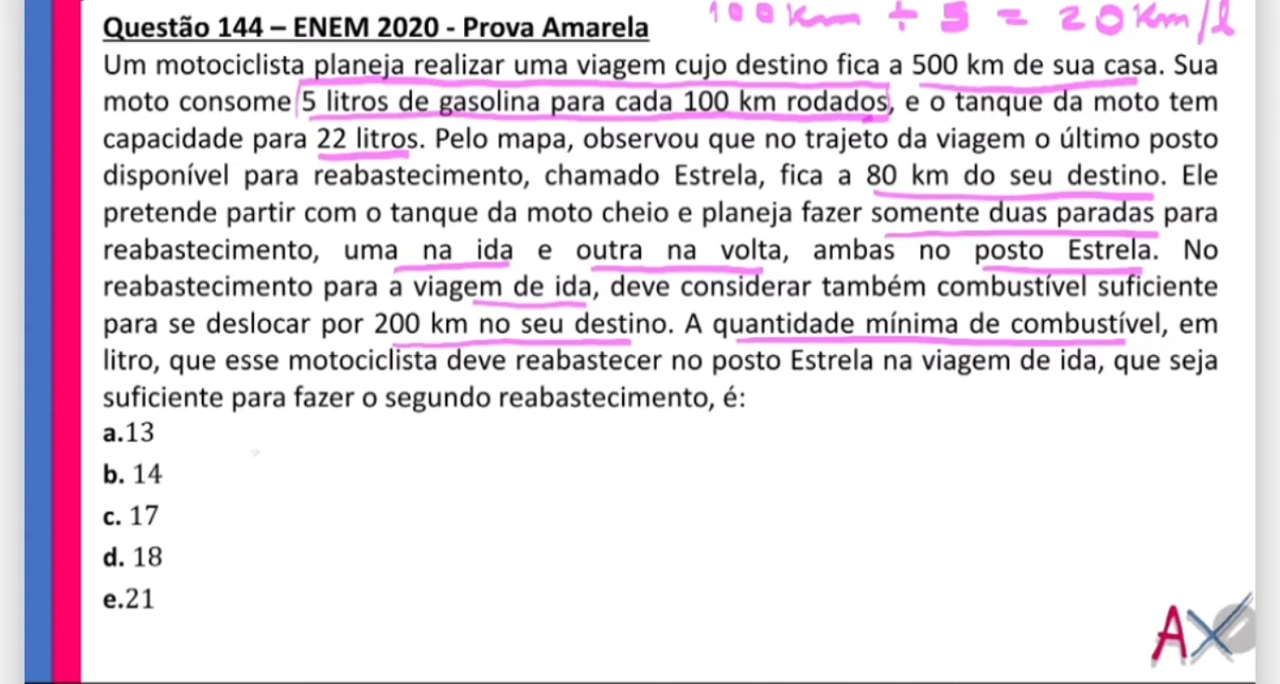 100km ÷ 5 = 20km/l
Questão 144 – ENEM 2020 - Prova Amarela
Um motociclista planeja realizar uma viagem cujo destino fica a 500 km de sua casa. Sua
moto consome 5 litros de gasolina para cada 100 km rodados, e o tanque da moto tem
capacidade para 22 litros. Pelo mapa, observou que no trajeto da viagem o último posto
disponível para reabastecimento, chamado Estrela, fica a 80 km do seu destino. Ele
pretende partir com o tanque da moto cheio e planeja fazer somente duas paradas para
reabastecimento, uma na ida e outra na volta, ambas no posto Estrela. No
reabastecimento para a viagem de ida, deve considerar também combustível suficiente
para se deslocar por 200 km no seu destino. A quantidade mínima de combustível, em
litro, que esse motociclista deve reabastecer no posto Estrela na viagem de ida, que seja
suficiente para fazer o segundo reabastecimento, é:
a.13
b. 14
c. 17
d. 18
e.21
AX